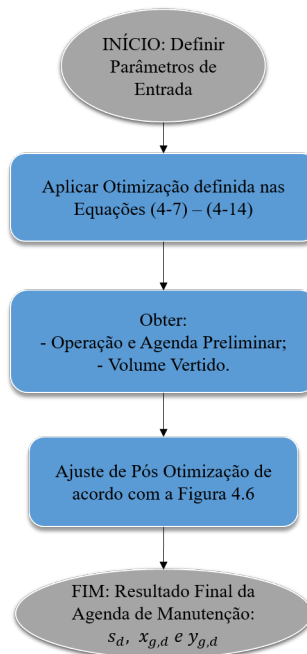 INÍCIO: Definir
Parâmetros de
Entrada
Aplicar Otimização definida nas
Equações (4-7) – (4-14)
Obter:
- Operação e Agenda Preliminar;
- Volume Vertido.
Ajuste de Pós Otimização de
acordo com a Figura 4.6
FIM: Resultado Final da
Agenda de Manutenção:
s_d, x_{g,d} e y_{g,d}